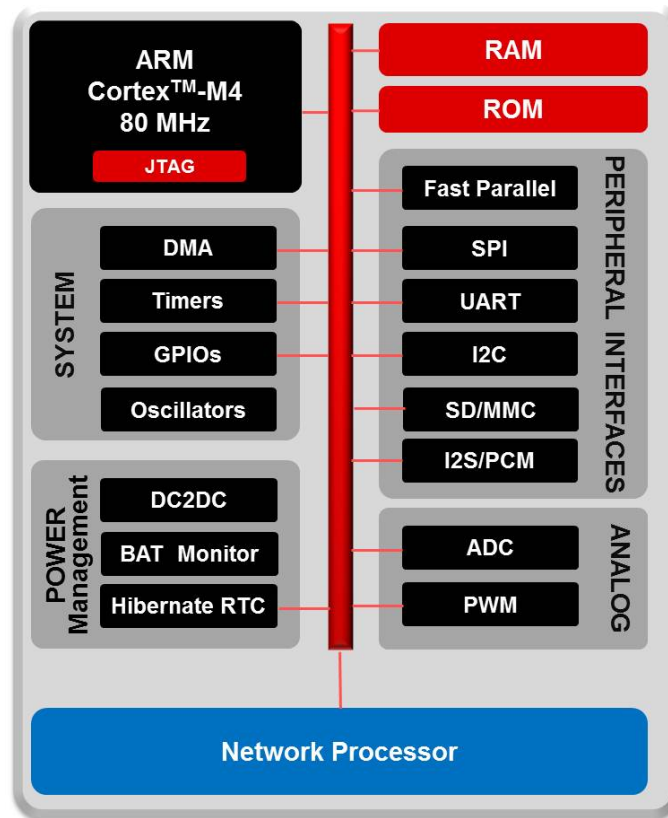 ARM
Cortex™-M4
80 MHz
JTAG
SYSTEM
DMA
Timers
GPIOs
Oscillators
POWER
Management
DC2DC
BAT Monitor
Hibernate RTC
RAM
ROM
PERIPHERAL INTERFACES
Fast Parallel
SPI
UART
I2C
SD/MMC
I2S/PCM
ANALOG
ADC
PWM
Network Processor